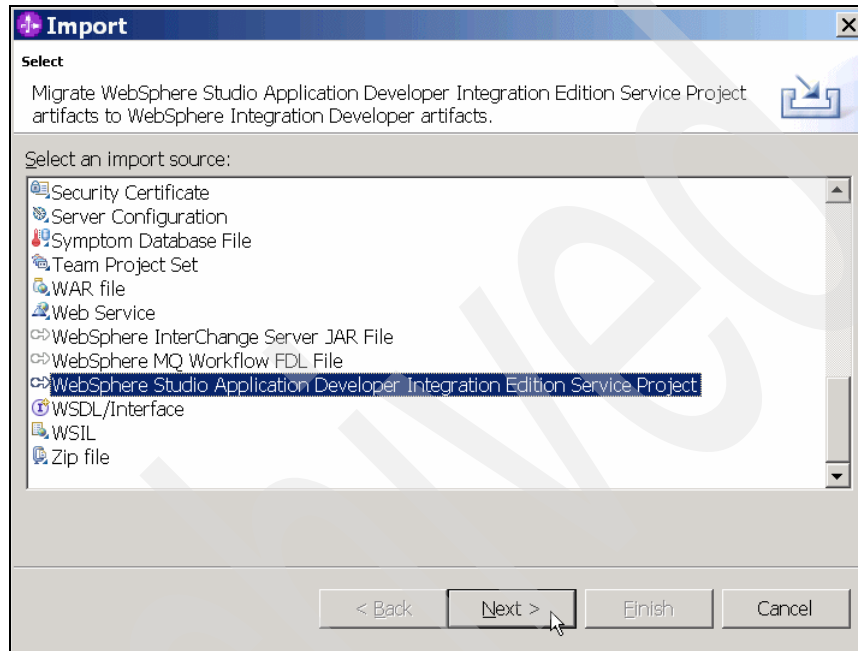 Import
Select
Migrate WebSphere Studio Application Developer Integration Edition Service Project
artifacts to WebSphere Integration Developer artifacts.
Select an import source:
Security Certificate
Server Configuration
Symptom Database File
Team Project Set
WAR file
Web Service
WebSphere InterChange Server JAR File
WebSphere MQ Workflow FDL File
WebSphere Studio Application Developer Integration Edition Service Project
WSDL/Interface
WSIL
Zip file
< Back
Next >
Finish
Cancel